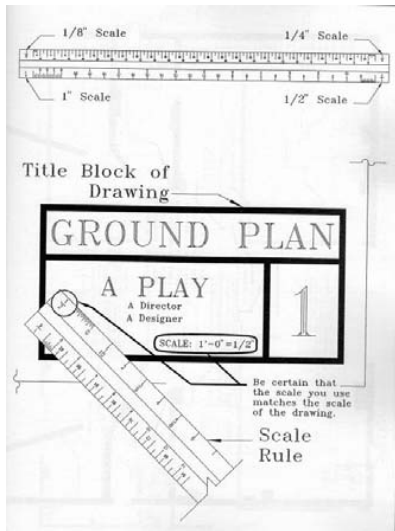 1/8" Scale
1/4" Scale
1" Scale
1/2" Scale
Title Block of
Drawing
GROUND PLAN
A PLAY
A Director
A Designer
SCALE: 1'-0"=1/2"
1
Be certain that
the scale you use
matches the scale
of the drawing.
Scale
Rule